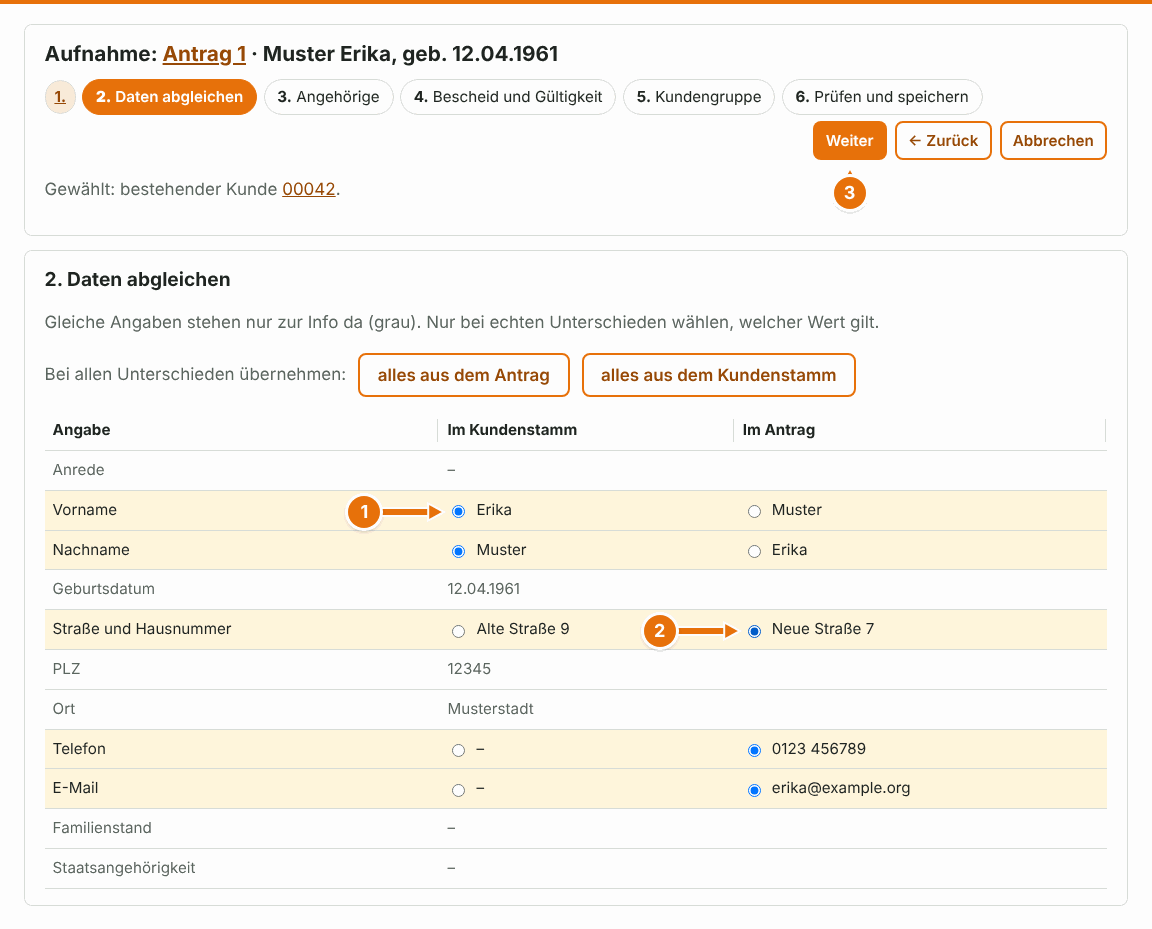 Aufnahme: Antrag 1 · Muster Erika, geb. 12.04.1961
1. 2. Daten abgleichen 3. Angehörige 4. Bescheid und Gültigkeit 5. Kundengruppe 6. Prüfen und speichern
Weiter ← Zurück Abbrechen
Gewählt: bestehender Kunde 00042. 3
2. Daten abgleichen
Gleiche Angaben stehen nur zur Info da (grau). Nur bei echten Unterschieden wählen, welcher Wert gilt.
Bei allen Unterschieden übernehmen: alles aus dem Antrag alles aus dem Kundenstamm
Angabe Im Kundenstamm Im Antrag
Anrede –
Vorname 1 Erika Muster
Nachname Muster Erika
Geburtsdatum 12.04.1961
Straße und Hausnummer Alte Straße 9 2 Neue Straße 7
PLZ 12345
Ort Musterstadt
Telefon – 0123 456789
E-Mail – erika@example.org
Familienstand –
Staatsangehörigkeit –